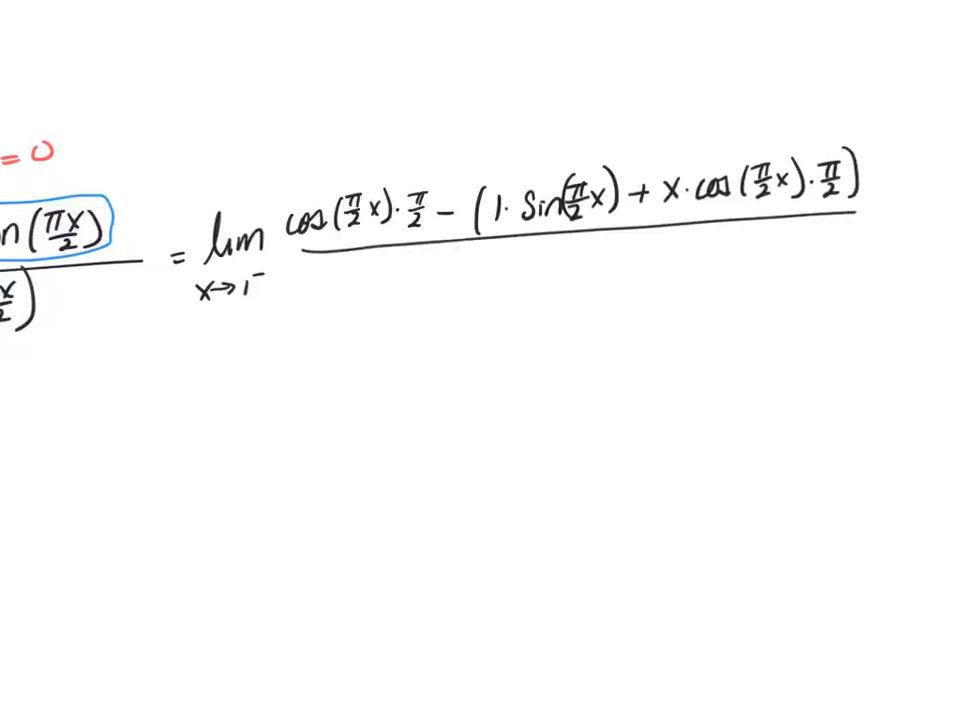 = 0
n(πx/2) = lim x→1⁻ cos(π/2 x)·π/2 − (1· Sin(π/2 x) + x·cos(π/2 x)·π/2)
x/2)